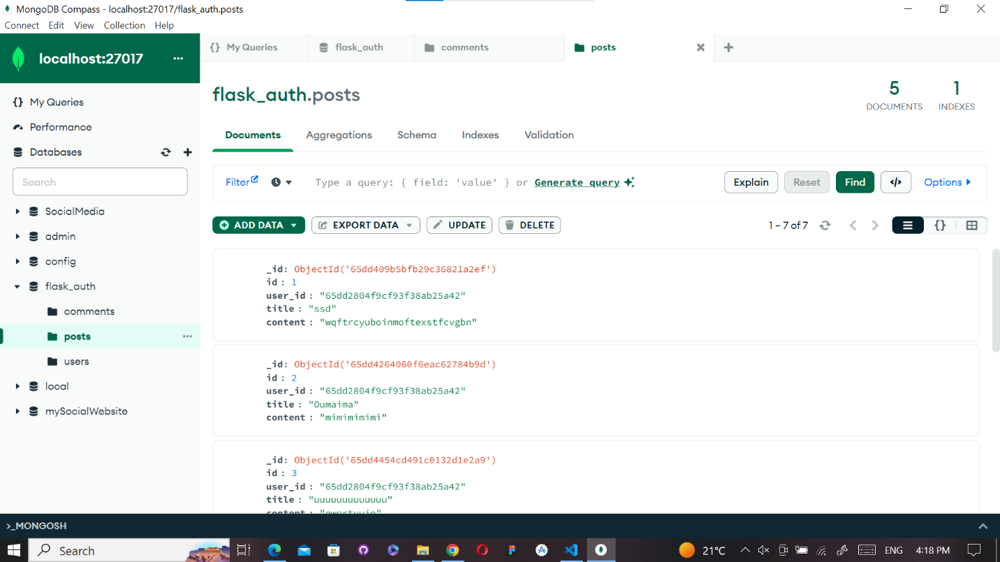 MongoDB Compass - localhost:27017/flask_auth.posts
Connect Edit View Collection Help
localhost:27017 ...
{} My Queries
Performance
Databases
Search
SocialMedia
admin
config
flask_auth
comments
posts ...
users
local
mySocialWebsite
{} My Queries flask_auth comments posts
flask_auth.posts
5 DOCUMENTS
1 INDEXES
Documents Aggregations Schema Indexes Validation
Filter Type a query: { field: 'value' } or Generate query Explain Reset Find </> Options
ADD DATA EXPORT DATA UPDATE DELETE 1 – 7 of 7 {}
_id: ObjectId('65dd409b5bfb29c36821a2ef')
id : 1
user_id : "65dd2804f9cf93f38ab25a42"
title : "ssd"
content : "wqftrcyuboinmoftexstfcvgbn"
_id: ObjectId('65dd4264060f6eac62784b9d')
id : 2
user_id : "65dd2804f9cf93f38ab25a42"
title : "Oumaima"
content : "mimimimimi"
_id: ObjectId('65dd4454cd491c0132d1e2a9')
id : 3
user_id : "65dd2804f9cf93f38ab25a42"
title : "uuuuuuuuuuuuu"
content : "qwertyuio"
>_MONGOSH
Search 21°C ENG 4:18 PM